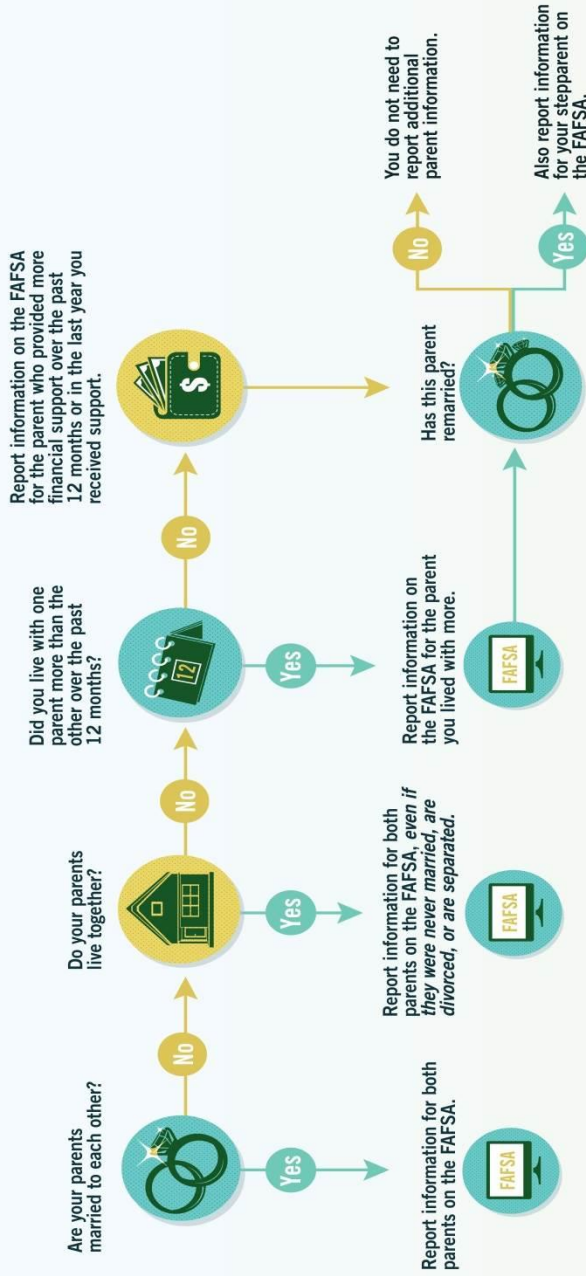 Are your parents
married to each other?
No
Yes
Report information for both
parents on the FAFSA.
FAFSA
Do your parents
live together?
No
Yes
Report information for both
parents on the FAFSA, even if
they were never married, are
divorced, or are separated.
FAFSA
Did you live with one
parent more than the
other over the past
12 months?
12
No
Yes
Report information on
the FAFSA for the parent
you lived with more.
FAFSA
Report information on the FAFSA
for the parent who provided more
financial support over the past
12 months or in the last year you
received support.
$
Has this parent
remarried?
No
You do not need to
report additional
parent information.
Yes
Also report information
for your stepparent on
the FAFSA.